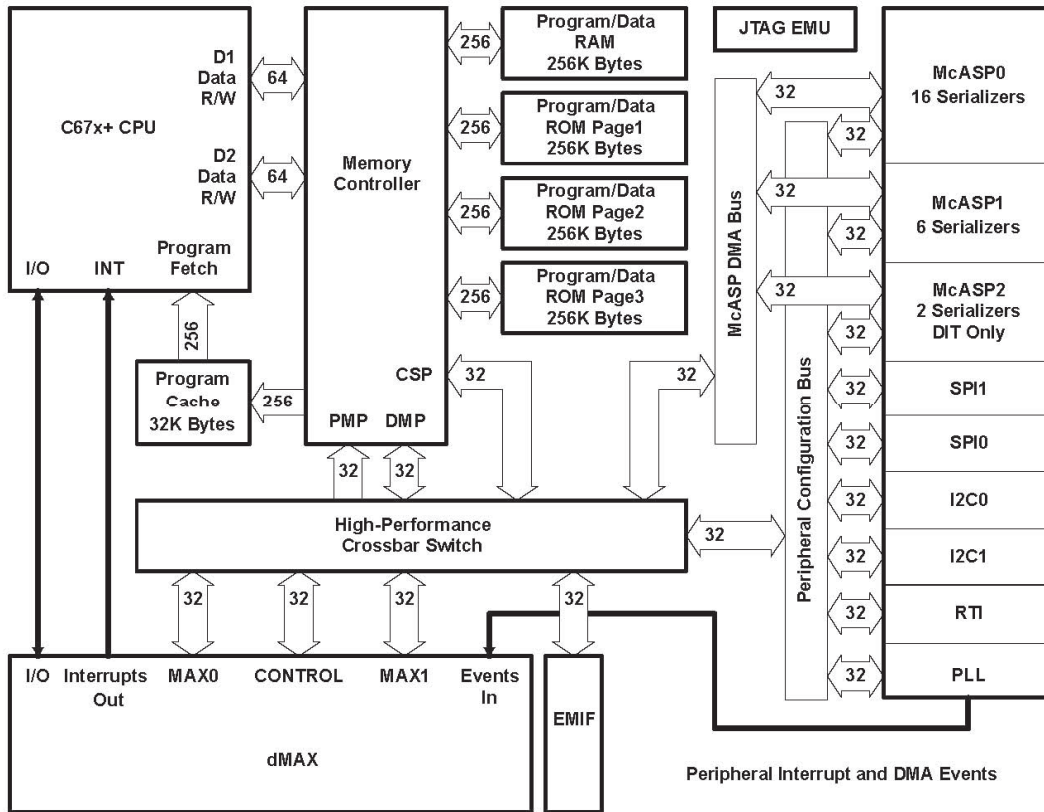 C67x+ CPU
D1
Data
R/W
D2
Data
R/W
Program
Fetch
I/O
INT
64
64
256
Program
Cache
32K Bytes
256
Memory
Controller
CSP
PMP
DMP
256
Program/Data
RAM
256K Bytes
256
Program/Data
ROM Page1
256K Bytes
256
Program/Data
ROM Page2
256K Bytes
256
Program/Data
ROM Page3
256K Bytes
JTAG EMU
McASP DMA Bus
Peripheral Configuration Bus
32
32
32
32
32
32
32
32
32
32
32
32
McASP0
16 Serializers
McASP1
6 Serializers
McASP2
2 Serializers
DIT Only
SPI1
SPI0
I2C0
I2C1
RTI
PLL
32
32
32
32
32
High-Performance
Crossbar Switch
32
32
32
32
I/O
Interrupts
Out
MAX0
CONTROL
MAX1
Events
In
dMAX
EMIF
Peripheral Interrupt and DMA Events